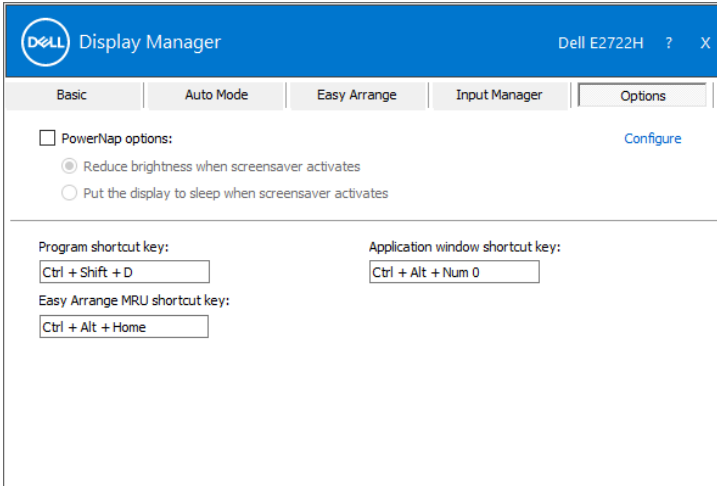 DELL Display Manager Dell E2722H ? X
Basic Auto Mode Easy Arrange Input Manager Options
PowerNap options: Configure
Reduce brightness when screensaver activates
Put the display to sleep when screensaver activates
Program shortcut key: Application window shortcut key:
Ctrl + Shift + D Ctrl + Alt + Num 0
Easy Arrange MRU shortcut key:
Ctrl + Alt + Home